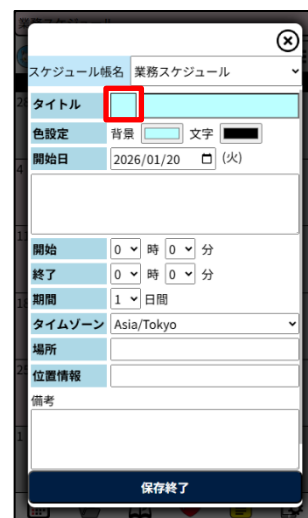 スケジュール帳名 業務スケジュール
タイトル
色設定 背景 文字
開始日 2026/01/20 (火)
開始 0 時 0 分
終了 0 時 0 分
期間 1 日間
タイムゾーン Asia/Tokyo
場所
位置情報
備考
保存終了